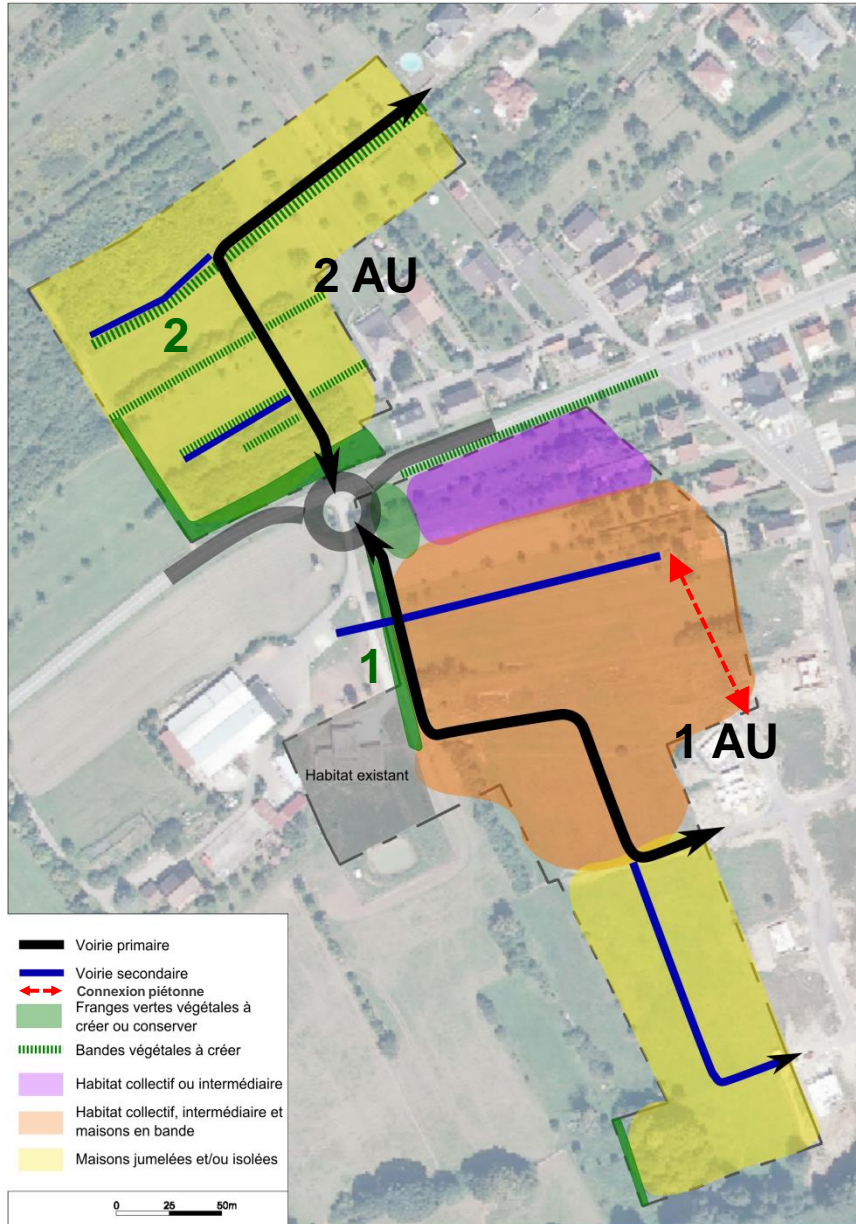 2 AU
2
1
1 AU
Habitat existant
Voirie primaire
Voirie secondaire
Connexion piétonne
Franges vertes végétales à
créer ou conserver
Bandes végétales à créer
Habitat collectif ou intermédiaire
Habitat collectif, intermédiaire et
maisons en bande
Maisons jumelées et/ou isolées
0 25 50m